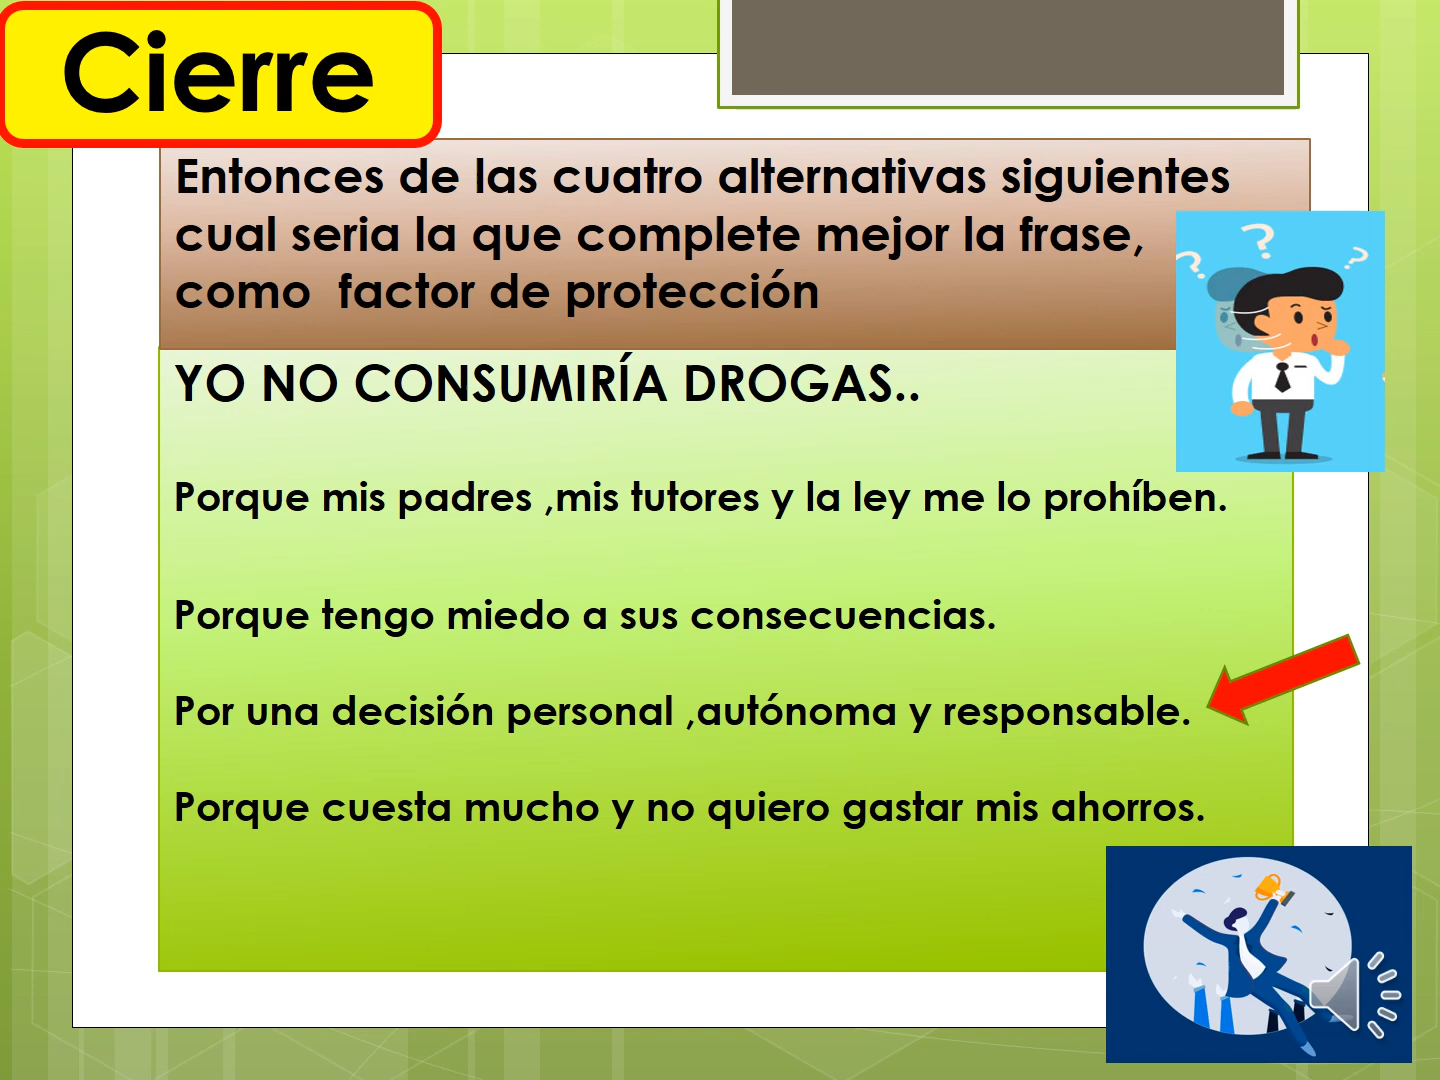 Cierre
Entonces de las cuatro alternativas siguientes
cual seria la que complete mejor la frase,
como  factor de protección
YO NO CONSUMIRÍA DROGAS..
Porque mis padres ,mis tutores y la ley me lo prohíben.
Porque tengo miedo a sus consecuencias.
Por una decisión personal ,autónoma y responsable.
Porque cuesta mucho y no quiero gastar mis ahorros.